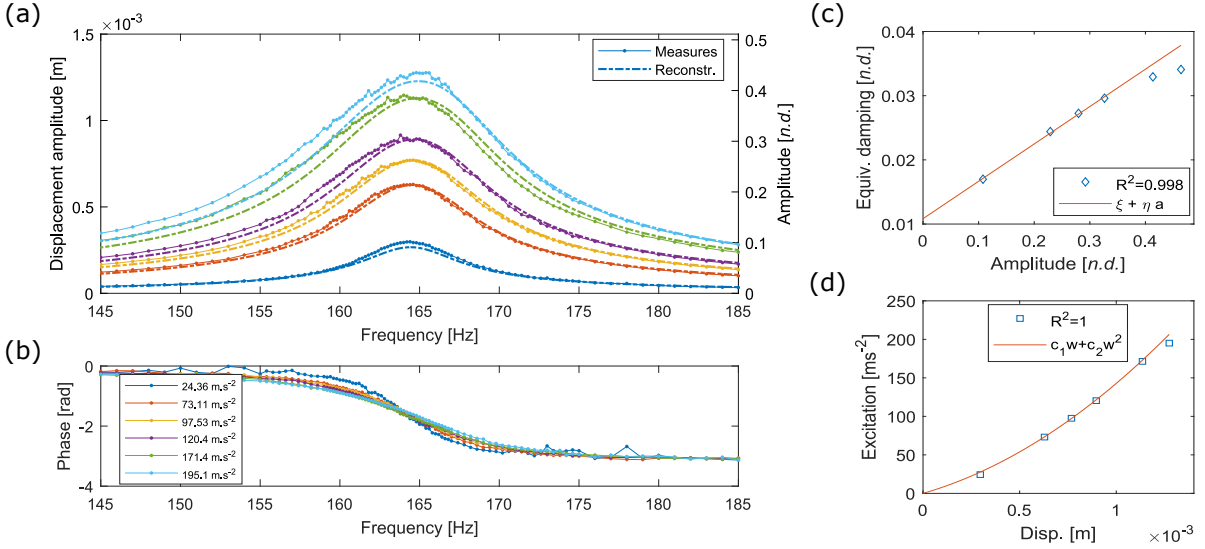 (a)
×10⁻³
1.5
1
0.5
0
Displacement amplitude [m]
0.5
0.4
0.3
0.2
0.1
0
Amplitude [n.d.]
Measures
Reconstr.
145 150 155 160 165 170 175 180 185
Frequency [Hz]
(b)
0
-2
-4
Phase [rad]
24.36 m.s⁻²
73.11 m.s⁻²
97.53 m.s⁻²
120.4 m.s⁻²
171.4 m.s⁻²
195.1 m.s⁻²
145 150 155 160 165 170 175 180 185
Frequency [Hz]
(c)
0.04
0.03
0.02
0.01
Equiv. damping [n.d.]
R²=0.998
ξ + η a
0 0.1 0.2 0.3 0.4
Amplitude [n.d.]
(d)
250
200
150
100
50
0
Excitation [ms⁻²]
R²=1
c₁w+c₂w²
0 0.5 1
×10⁻³
Disp. [m]